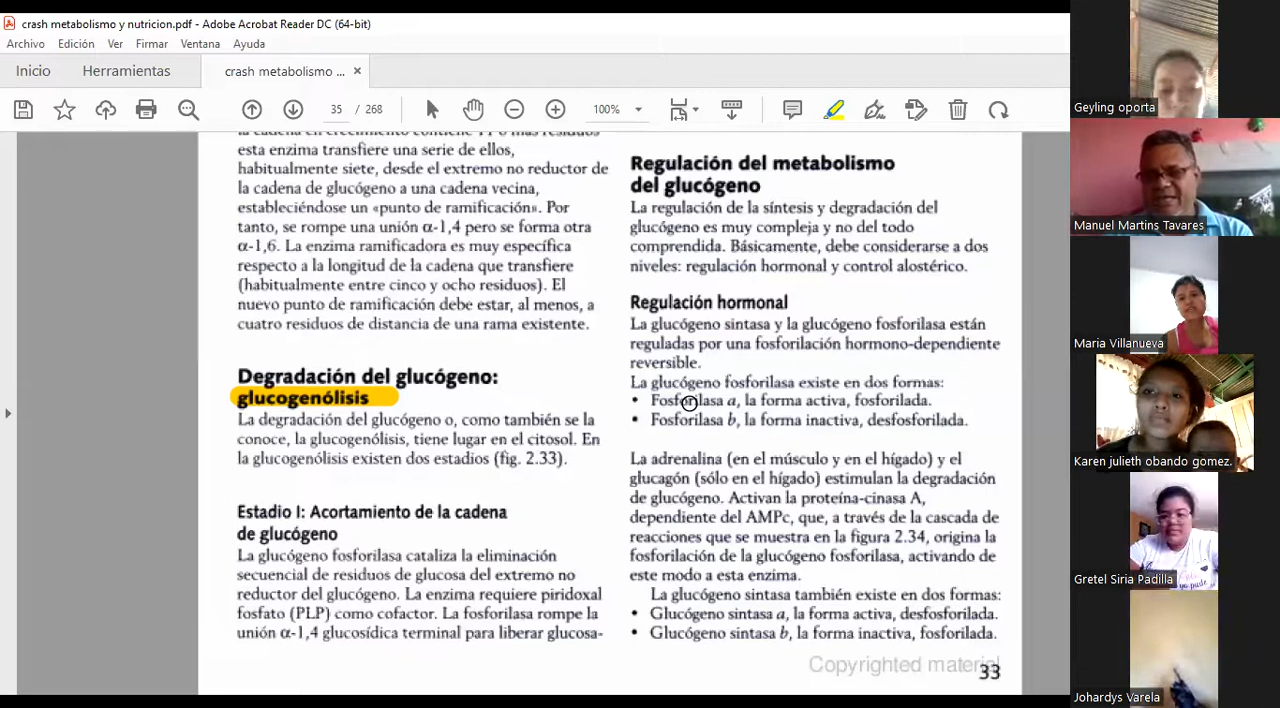 crash metabolismo y nutricion.pdf - Adobe Acrobat Reader DC (64-bit)
Archivo Edición Ver Firmar Ventana Ayuda
Inicio Herramientas crash metabolismo ... ×
35 / 268 100%
la cadena en crecimiento contiene 11 o más residuos
esta enzima transfiere una serie de ellos,
habitualmente siete, desde el extremo no reductor de
la cadena de glucógeno a una cadena vecina,
estableciéndose un «punto de ramificación». Por
tanto, se rompe una unión α-1,4 pero se forma otra
α-1,6. La enzima ramificadora es muy específica
respecto a la longitud de la cadena que transfiere
(habitualmente entre cinco y ocho residuos). El
nuevo punto de ramificación debe estar, al menos, a
cuatro residuos de distancia de una rama existente.
Degradación del glucógeno:
glucogenólisis
La degradación del glucógeno o, como también se la
conoce, la glucogenólisis, tiene lugar en el citosol. En
la glucogenólisis existen dos estadios (fig. 2.33).
Estadio I: Acortamiento de la cadena
de glucógeno
La glucógeno fosforilasa cataliza la eliminación
secuencial de residuos de glucosa del extremo no
reductor del glucógeno. La enzima requiere piridoxal
fosfato (PLP) como cofactor. La fosforilasa rompe la
unión α-1,4 glucosídica terminal para liberar glucosa-
Regulación del metabolismo
del glucógeno
La regulación de la síntesis y degradación del
glucógeno es muy compleja y no del todo
comprendida. Básicamente, debe considerarse a dos
niveles: regulación hormonal y control alostérico.
Regulación hormonal
La glucógeno sintasa y la glucógeno fosforilasa están
reguladas por una fosforilación hormono-dependiente
reversible.
La glucógeno fosforilasa existe en dos formas:
• Fosforilasa a, la forma activa, fosforilada.
• Fosforilasa b, la forma inactiva, desfosforilada.
La adrenalina (en el músculo y en el hígado) y el
glucagón (sólo en el hígado) estimulan la degradación
de glucógeno. Activan la proteína-cinasa A,
dependiente del AMPc, que, a través de la cascada de
reacciones que se muestra en la figura 2.34, origina la
fosforilación de la glucógeno fosforilasa, activando de
este modo a esta enzima.
La glucógeno sintasa también existe en dos formas:
• Glucógeno sintasa a, la forma activa, desfosforilada.
• Glucógeno sintasa b, la forma inactiva, fosforilada.
Copyrighted material
33
Geyling oporta
Manuel Martins Tavares
Maria Villanueva
Karen julieth obando gomez.
Gretel Siria Padilla
Johardys Varela